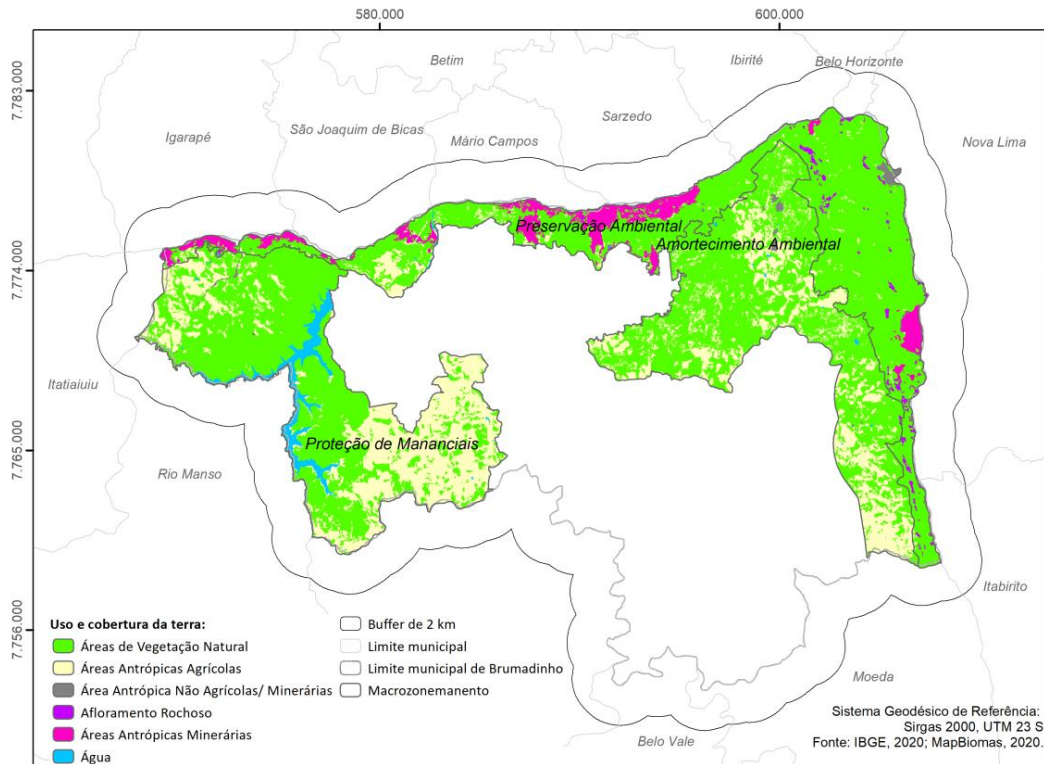 580.000
600.000
7.783.000
7.774.000
7.765.000
7.756.000
Betim
Ibirité
Belo Horizonte
Igarapé
São Joaquim de Bicas
Mário Campos
Sarzedo
Nova Lima
Preservação Ambiental
Amortecimento Ambiental
Itatiaiuiu
Proteção de Mananciais
Rio Manso
Itabirito
Moeda
Belo Vale
Uso e cobertura da terra:
Áreas de Vegetação Natural
Áreas Antrópicas Agrícolas
Área Antrópica Não Agrícolas/ Minerárias
Afloramento Rochoso
Áreas Antrópicas Minerárias
Água
Buffer de 2 km
Limite municipal
Limite municipal de Brumadinho
Macrozonemanento
Sistema Geodésico de Referência:
Sirgas 2000, UTM 23 S
Fonte: IBGE, 2020; MapBiomas, 2020.